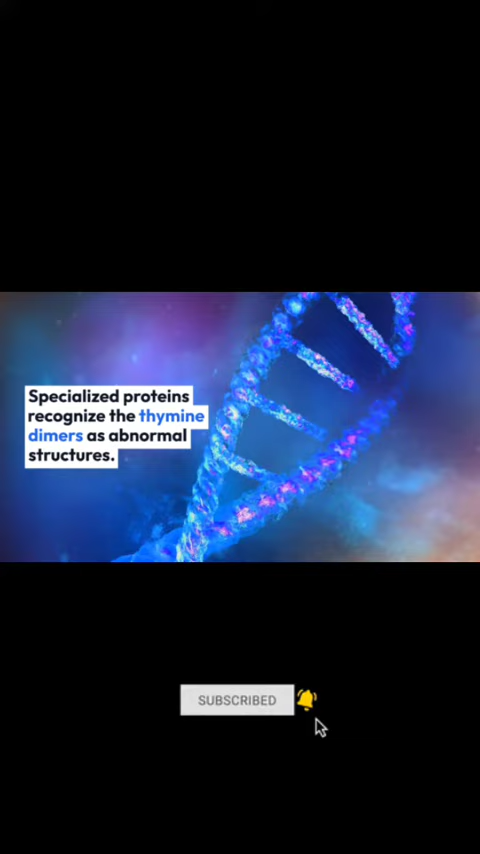 Specialized proteins
recognize the thymine
dimers as abnormal
structures.
SUBSCRIBED